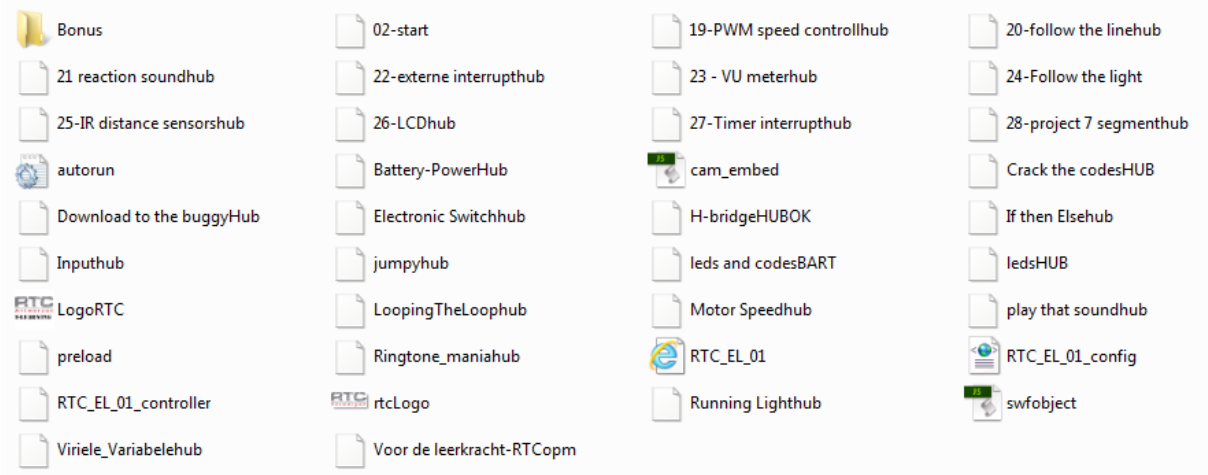 Bonus 02-start 19-PWM speed controllhub 20-follow the linehub
21 reaction soundhub 22-externe interrupthub 23 - VU meterhub 24-Follow the light
25-IR distance sensorshub 26-LCDhub 27-Timer interrupthub 28-project 7 segmenthub
autorun Battery-PowerHub JS cam_embed Crack the codesHUB
Download to the buggyHub Electronic Switchhub H-bridgeHUBOK If then Elsehub
Inputhub jumpyhub leds and codesBART ledsHUB
RTC LogoRTC LoopingTheLoophub Motor Speedhub play that soundhub
preload Ringtone_maniahub RTC_EL_01 RTC_EL_01_config
RTC_EL_01_controller RTC rtcLogo Running Lighthub JS swfobject
Viriele_Variabelehub Voor de leerkracht-RTCopm